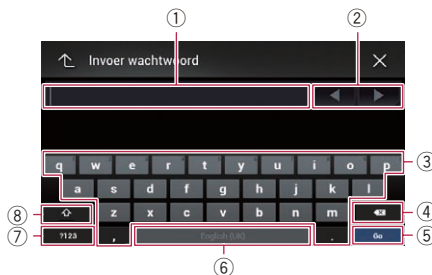 ① ②
Invoer wachtwoord
q w e r t y u i o p ③
a s d f g h j k l
⑧ z x c v b n m ④
⑦ ?123 , English (UK) . Go ⑤
⑥